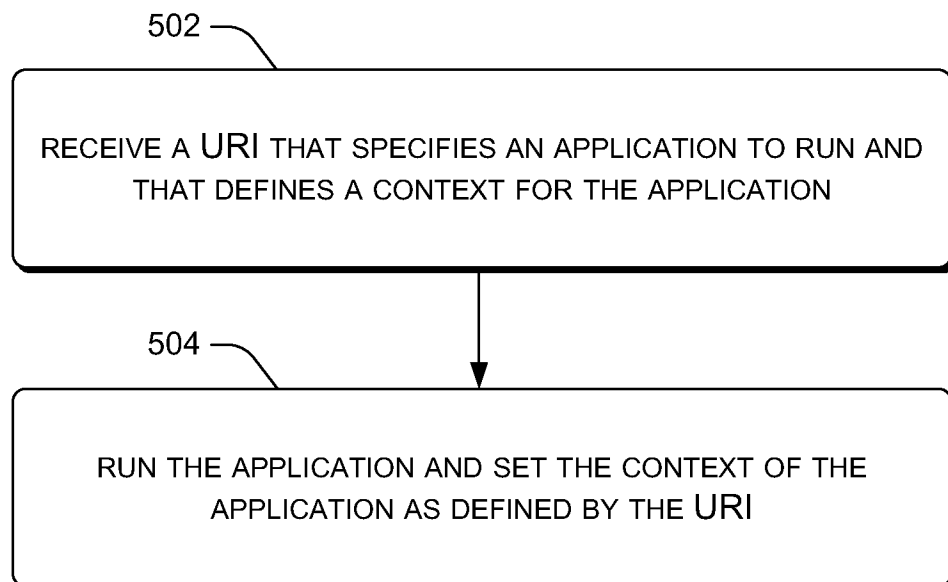 502
RECEIVE A URI THAT SPECIFIES AN APPLICATION TO RUN AND
THAT DEFINES A CONTEXT FOR THE APPLICATION
504
RUN THE APPLICATION AND SET THE CONTEXT OF THE
APPLICATION AS DEFINED BY THE URI